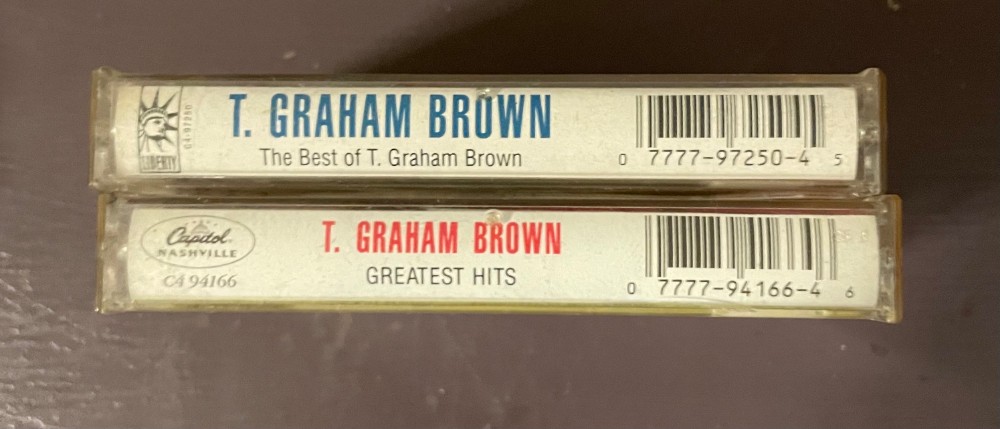 LIBERTY
C4-97250
T. GRAHAM BROWN
The Best of T. Graham Brown
0 7777-97250-4 5
Capitol
NASHVILLE
C4 94166
T. GRAHAM BROWN
GREATEST HITS
0 7777-94166-4 6